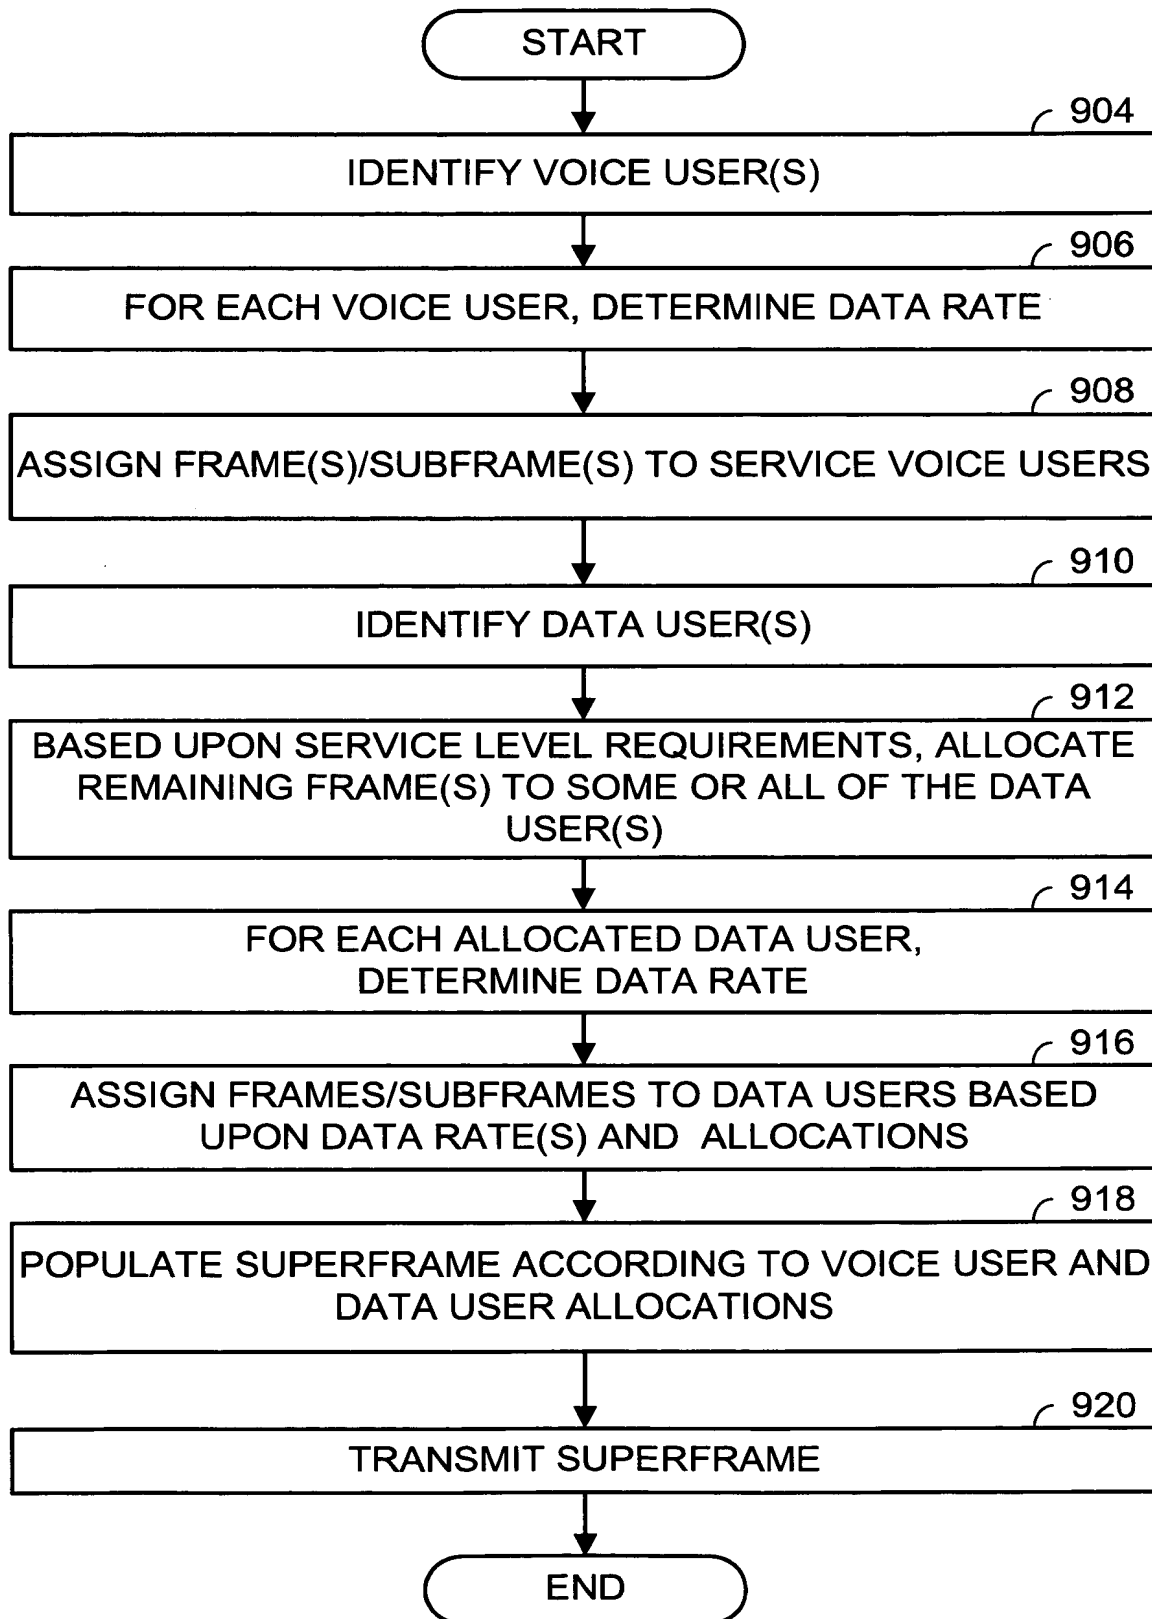 START
904
IDENTIFY VOICE USER(S)
906
FOR EACH VOICE USER, DETERMINE DATA RATE
908
ASSIGN FRAME(S)/SUBFRAME(S) TO SERVICE VOICE USERS
910
IDENTIFY DATA USER(S)
912
BASED UPON SERVICE LEVEL REQUIREMENTS, ALLOCATE
REMAINING FRAME(S) TO SOME OR ALL OF THE DATA
USER(S)
914
FOR EACH ALLOCATED DATA USER,
DETERMINE DATA RATE
916
ASSIGN FRAMES/SUBFRAMES TO DATA USERS BASED
UPON DATA RATE(S) AND ALLOCATIONS
918
POPULATE SUPERFRAME ACCORDING TO VOICE USER AND
DATA USER ALLOCATIONS
920
TRANSMIT SUPERFRAME
END